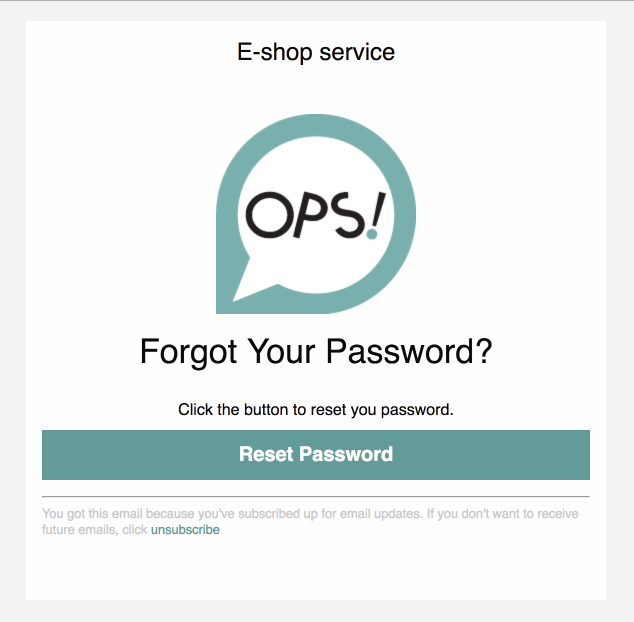 E-shop service
OPS!
Forgot Your Password?
Click the button to reset you password.
Reset Password
You got this email because you've subscribed up for email updates. If you don't want to receive
future emails, click unsubscribe